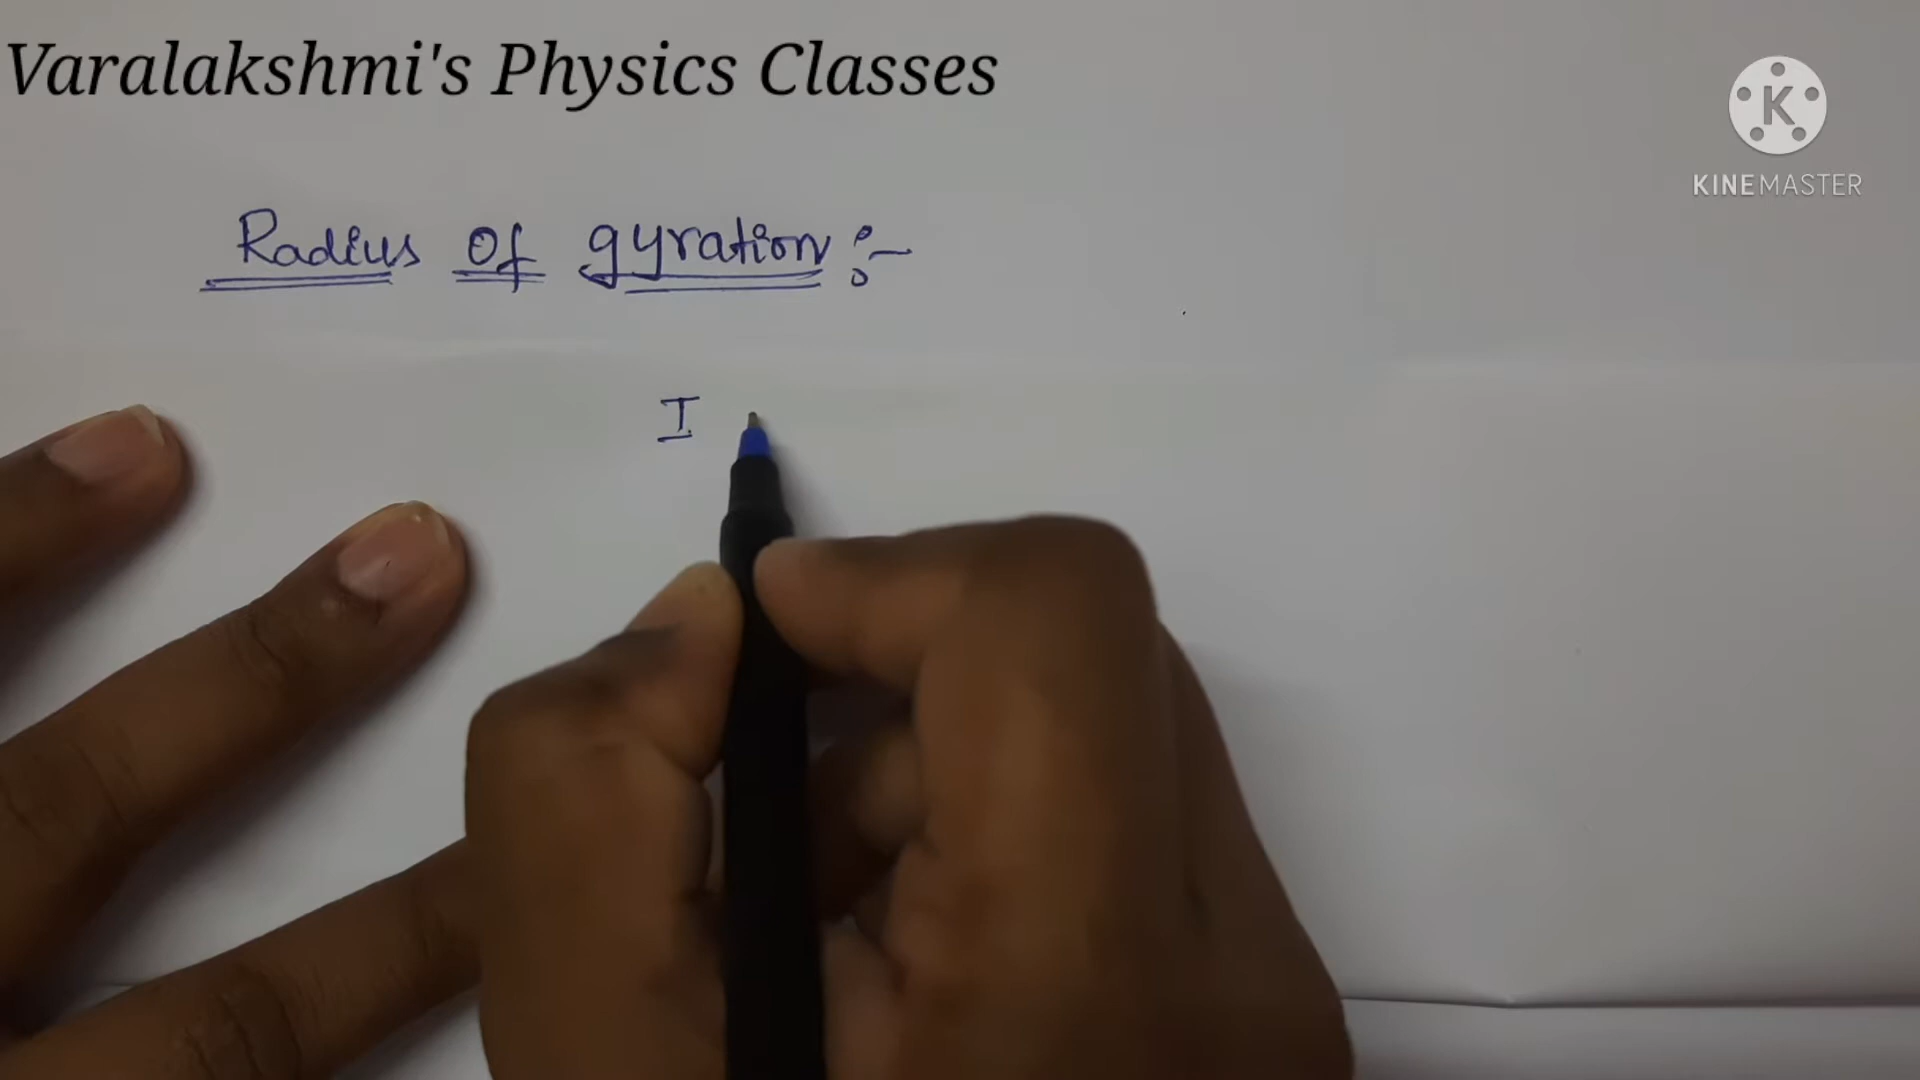 Varalakshmi's Physics Classes
K
KINEMASTER
Radius Of gyration :-
I